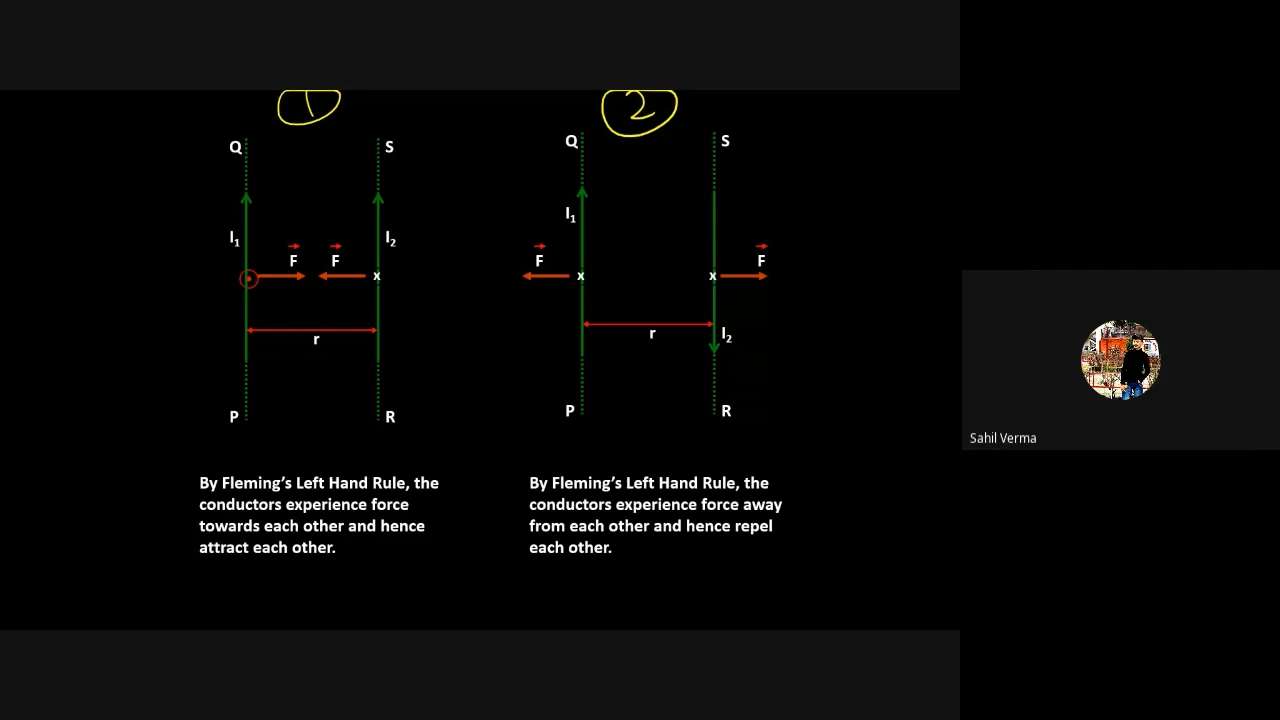 1
2
Q
S
I₁
I₂
F
F
x
r
P
R
By Fleming's Left Hand Rule, the
conductors experience force
towards each other and hence
attract each other.
Q
S
I₁
F
F
x
x
r
I₂
P
R
By Fleming's Left Hand Rule, the
conductors experience force away
from each other and hence repel
each other.
Sahil Verma